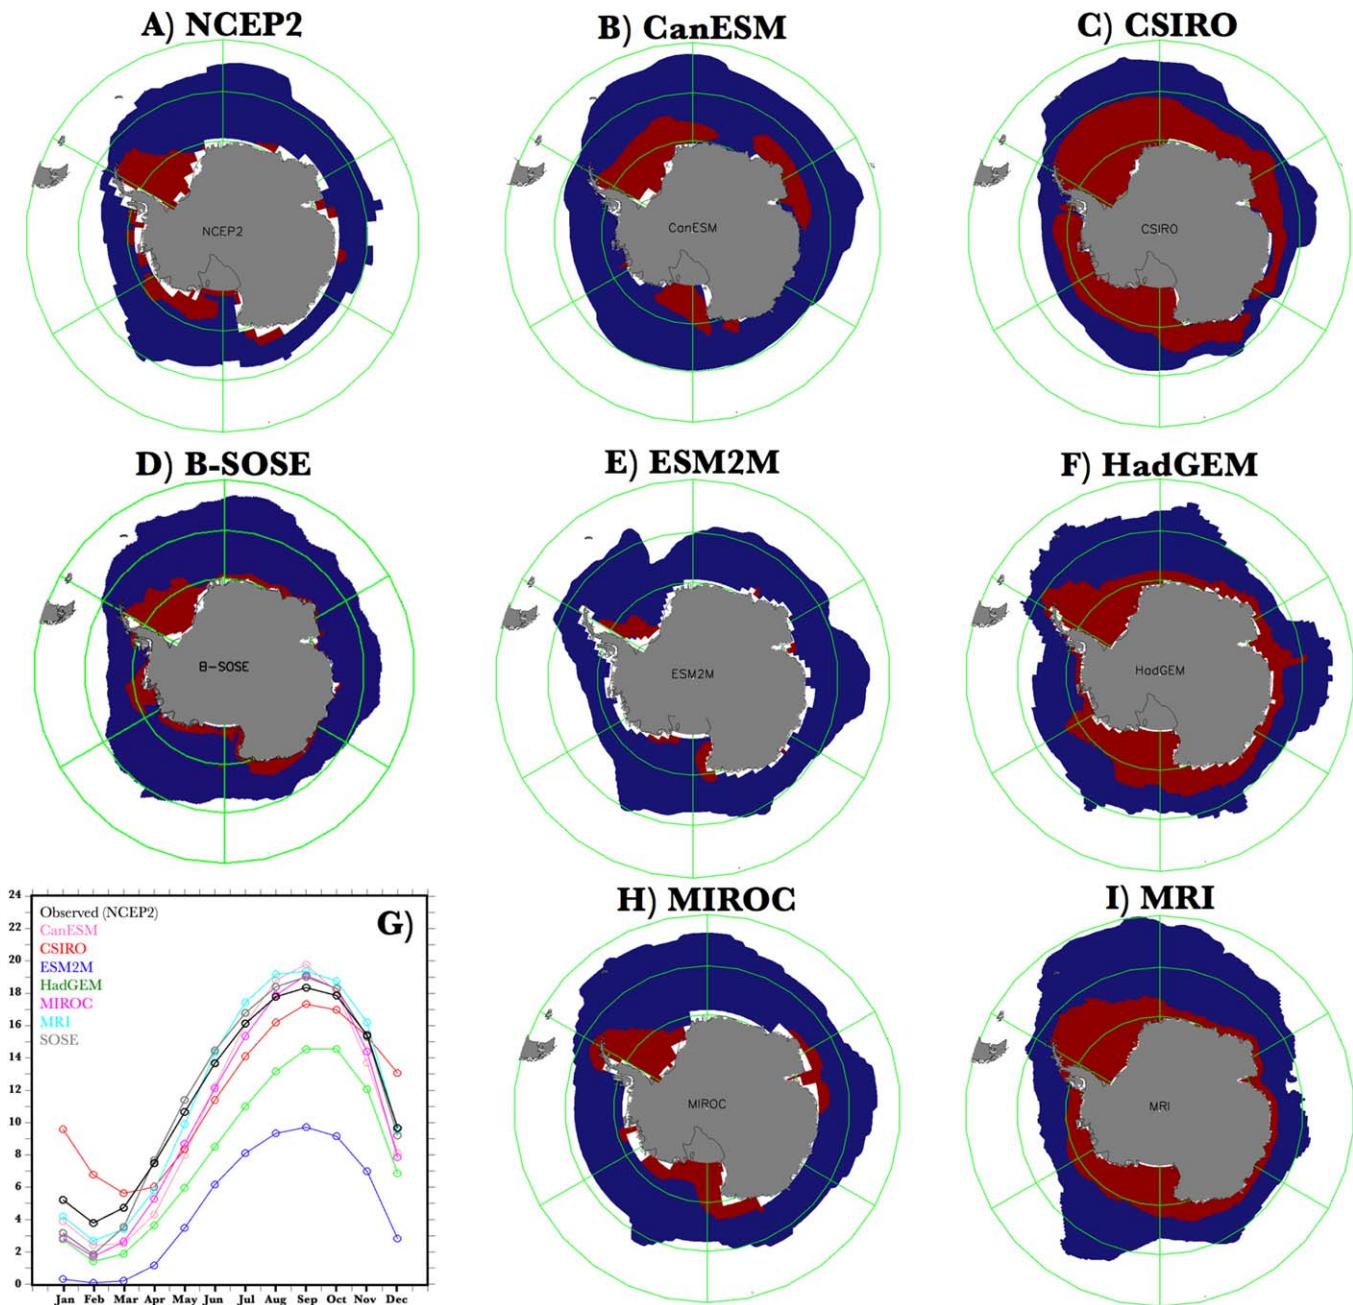 A) NCEP2
B) CanESM
C) CSIRO
NCEP2
CanESM
CSIRO
D) B-SOSE
E) ESM2M
F) HadGEM
B-SOSE
ESM2M
HadGEM
G)
24
22
20
18
16
14
12
10
8
6
4
2
0
Observed (NCEP2)
CanESM
CSIRO
ESM2M
HadGEM
MIROC
MRI
SOSE
Jan Feb Mar Apr May Jun Jul Aug Sep Oct Nov Dec
H) MIROC
I) MRI
MIROC
MRI